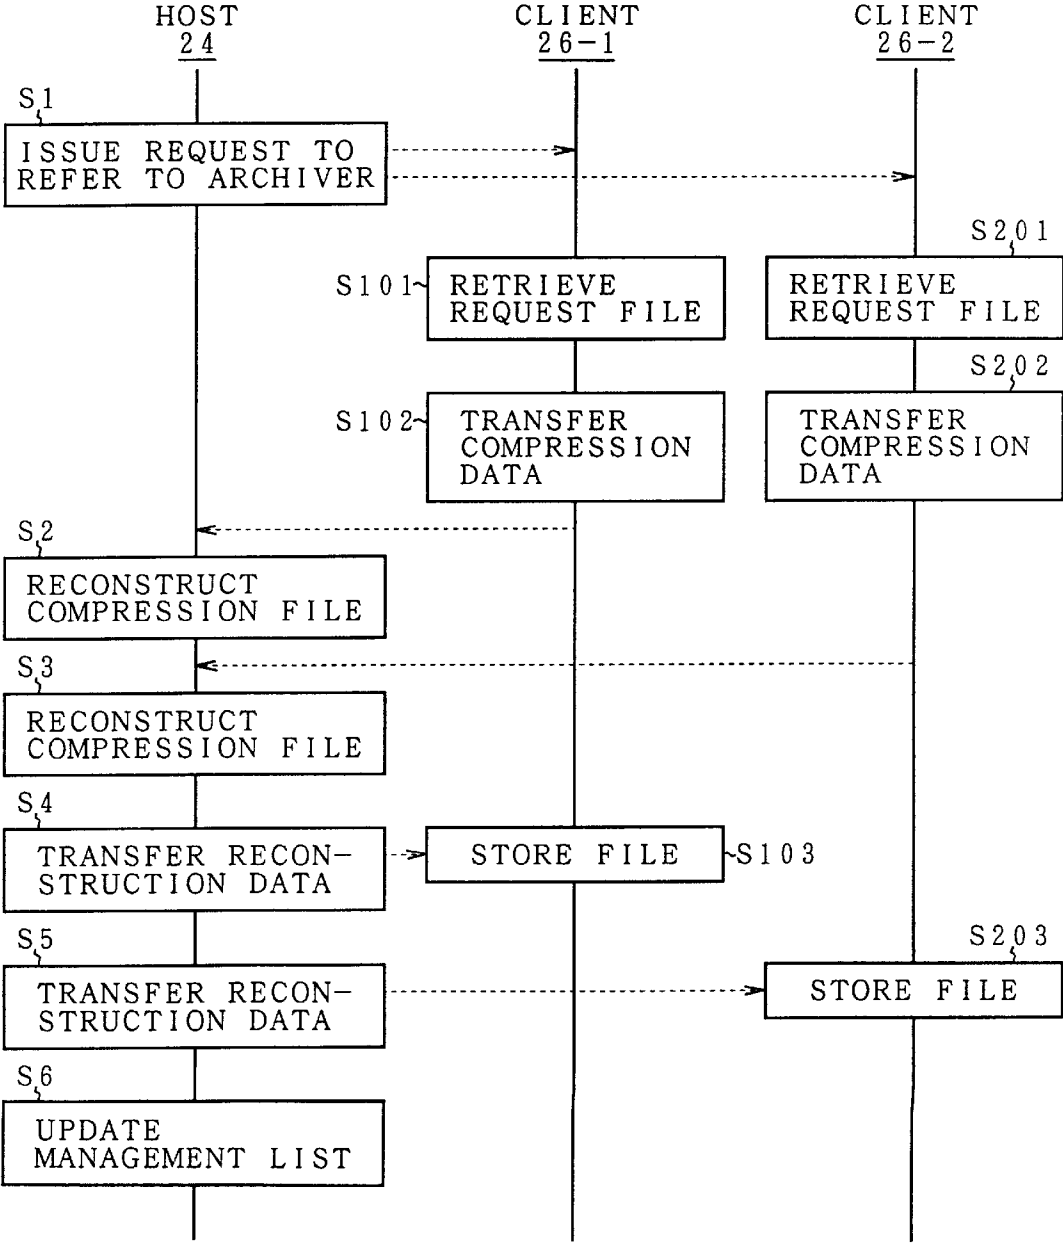 HOST
24
CLIENT
26-1
CLIENT
26-2
S1
ISSUE REQUEST TO
REFER TO ARCHIVER
S201
S101
RETRIEVE
REQUEST FILE
RETRIEVE
REQUEST FILE
S202
S102
TRANSFER
COMPRESSION
DATA
TRANSFER
COMPRESSION
DATA
S2
RECONSTRUCT
COMPRESSION FILE
S3
RECONSTRUCT
COMPRESSION FILE
S4
TRANSFER RECON-
STRUCTION DATA
STORE FILE
S103
S5
TRANSFER RECON-
STRUCTION DATA
S203
STORE FILE
S6
UPDATE
MANAGEMENT LIST